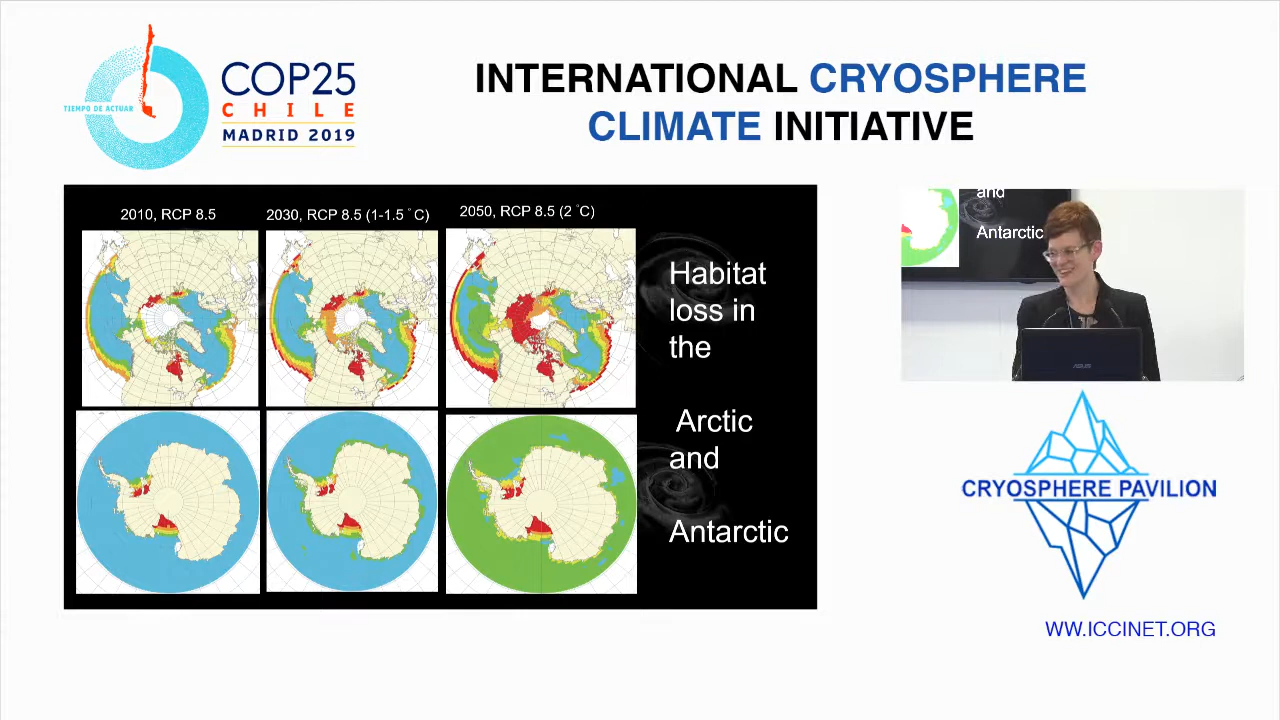 COP25
CHILE
MADRID 2019
TIEMPO DE ACTUAR
INTERNATIONAL CRYOSPHERE
CLIMATE INITIATIVE
2010, RCP 8.5
2030, RCP 8.5 (1-1.5 °C)
2050, RCP 8.5 (2 °C)
Habitat
loss in
the
Arctic
and
Antarctic
and
Antarctic
CRYOSPHERE PAVILION
WW.ICCINET.ORG